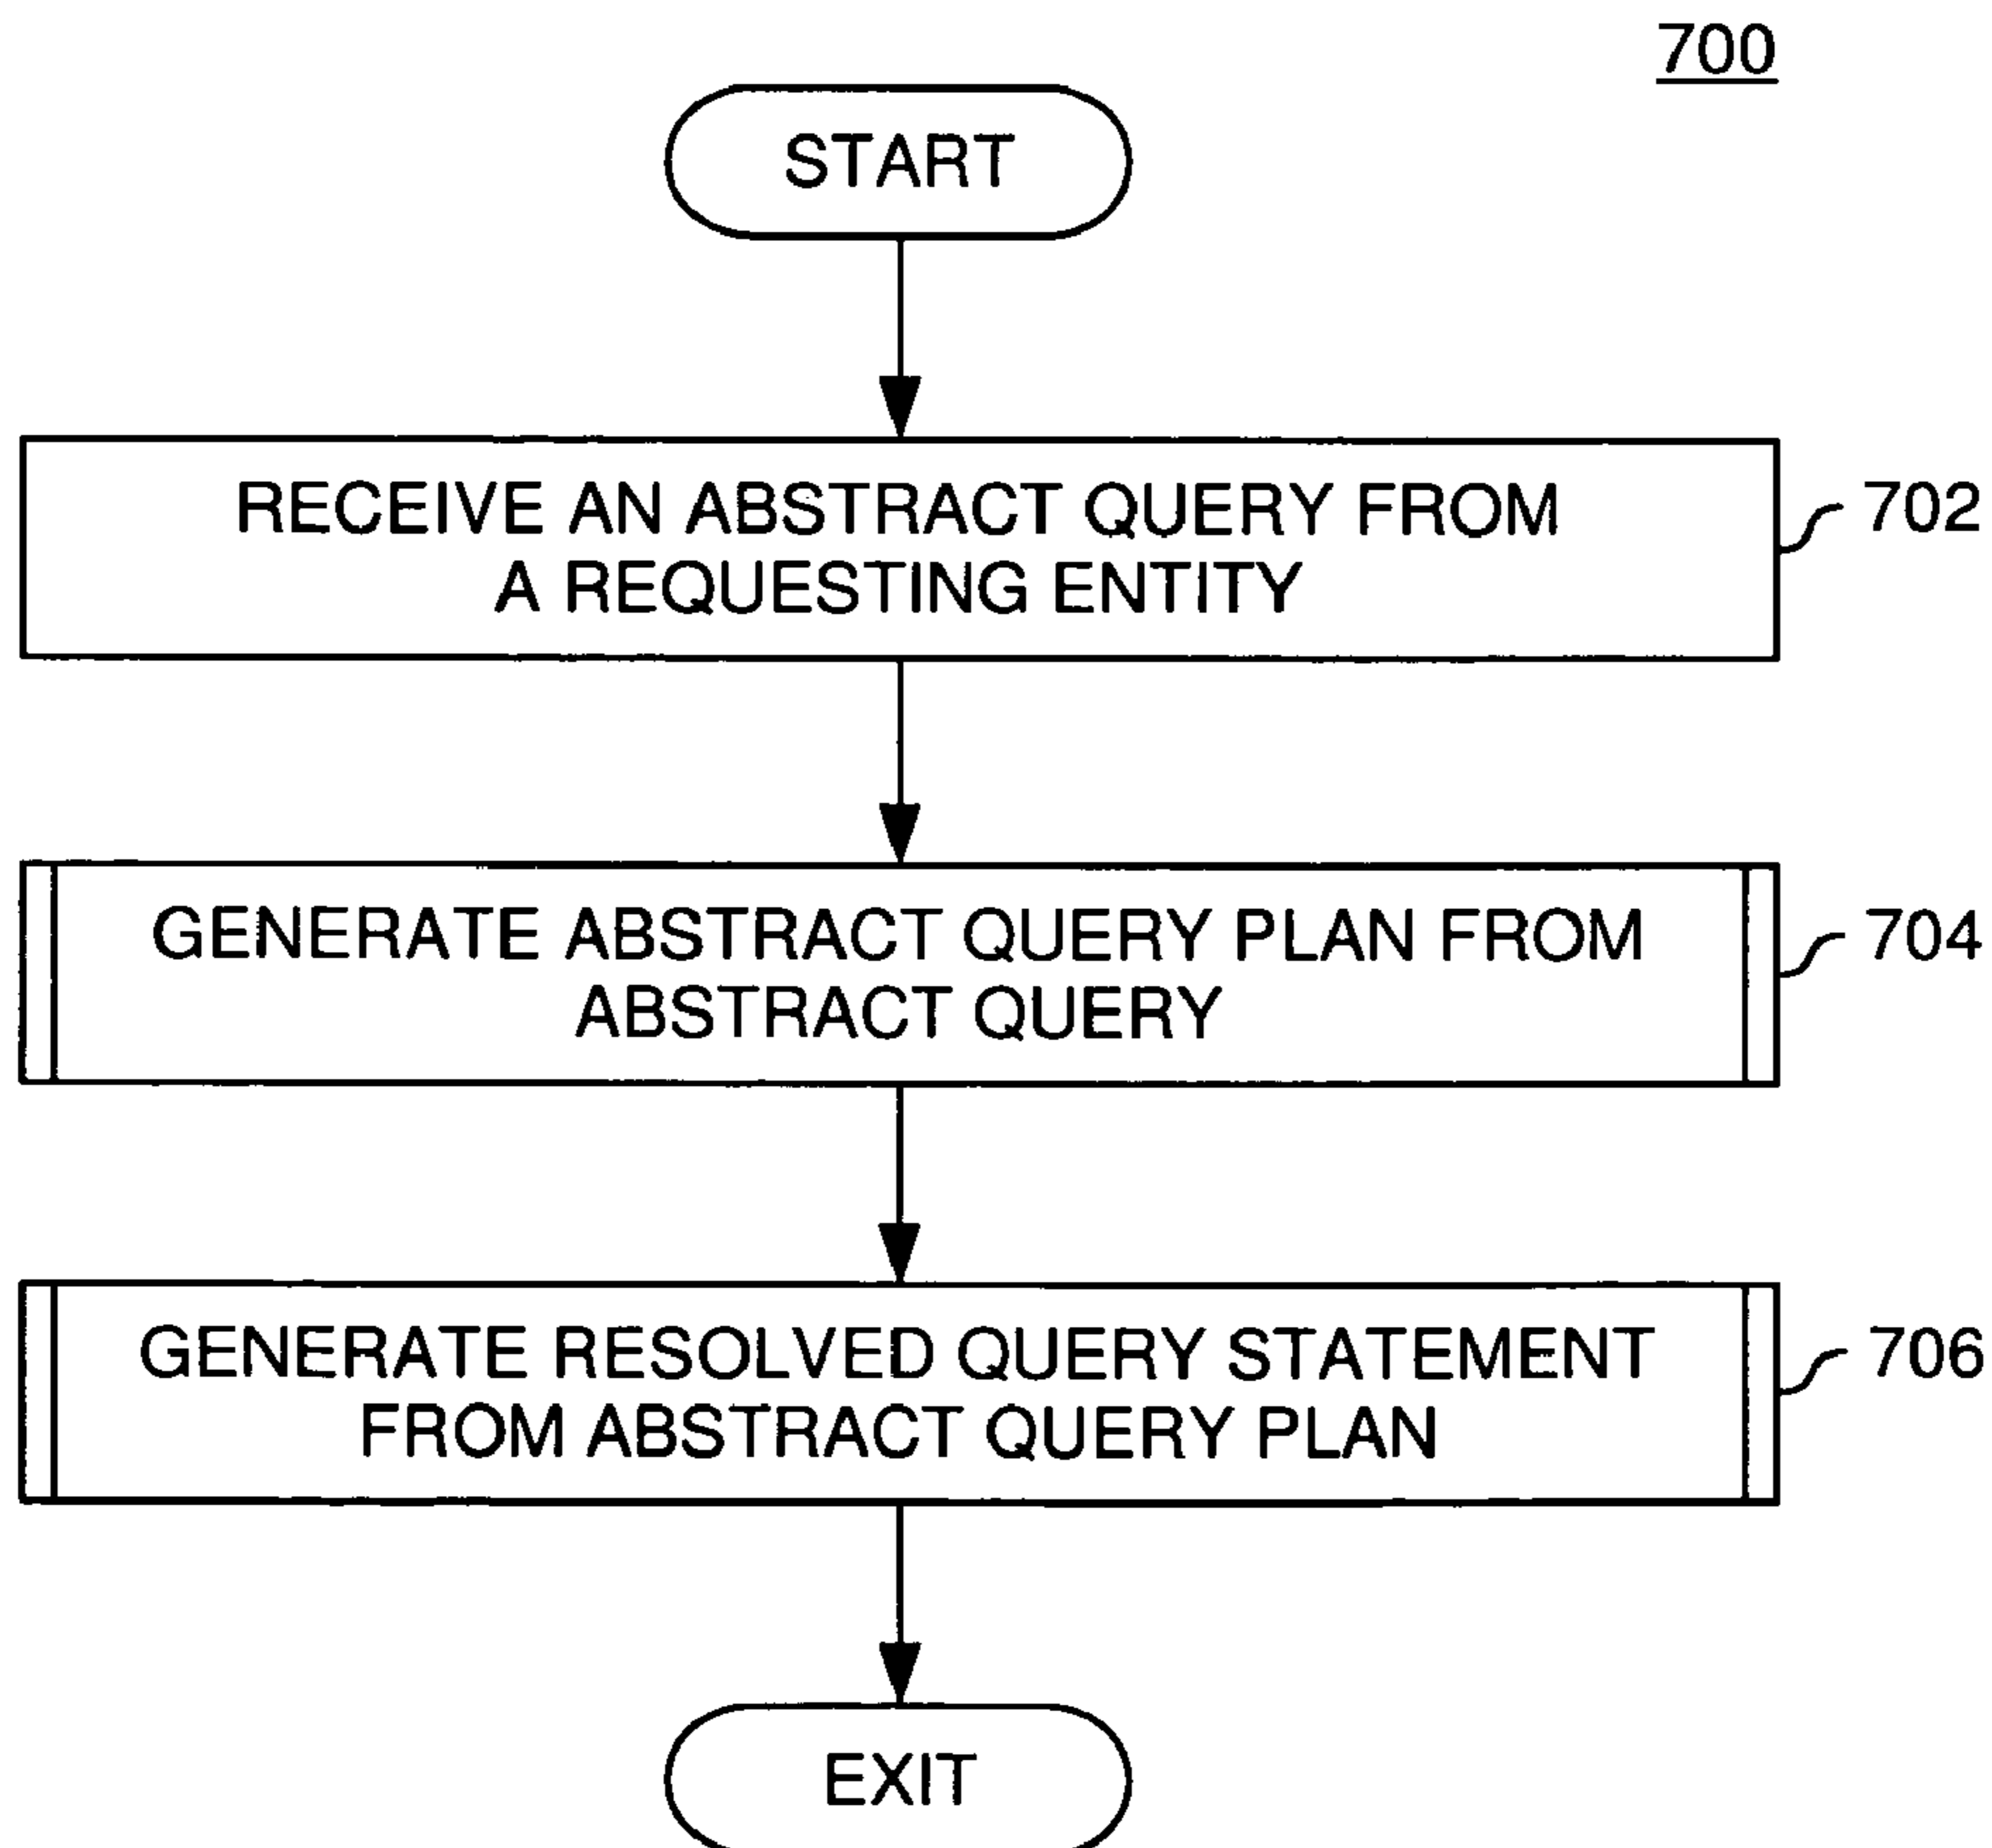 700
START
RECEIVE AN ABSTRACT QUERY FROM
A REQUESTING ENTITY
702
GENERATE ABSTRACT QUERY PLAN FROM
ABSTRACT QUERY
704
GENERATE RESOLVED QUERY STATEMENT
FROM ABSTRACT QUERY PLAN
706
EXIT